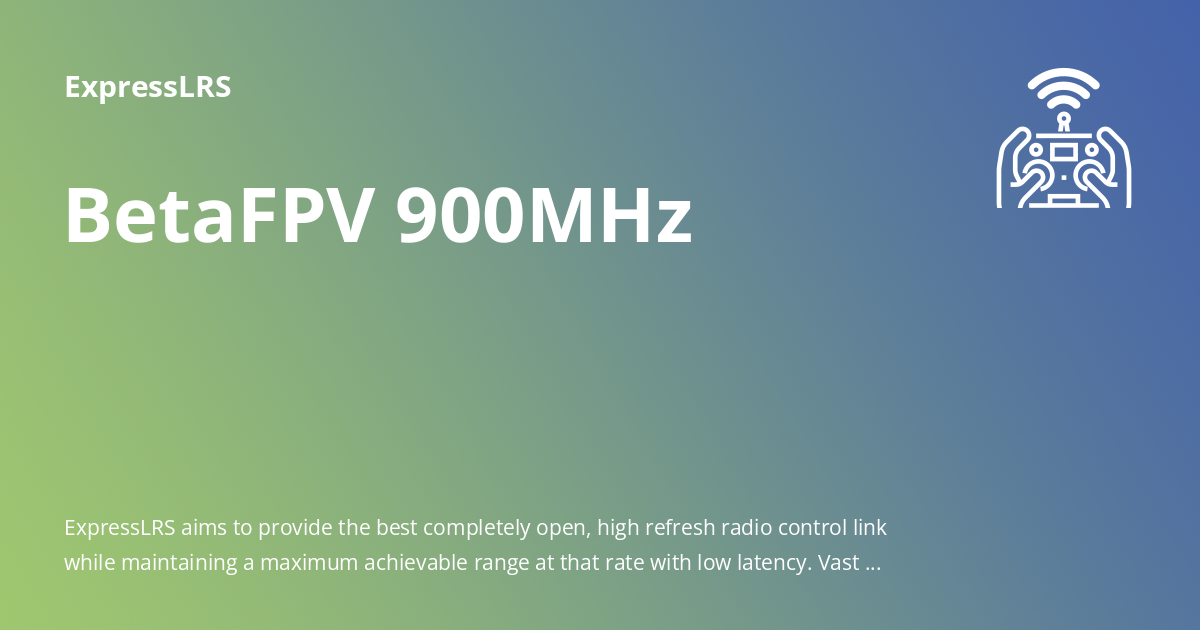 ExpressLRS
BetaFPV 900MHz
ExpressLRS aims to provide the best completely open, high refresh radio control link
while maintaining a maximum achievable range at that rate with low latency. Vast ...